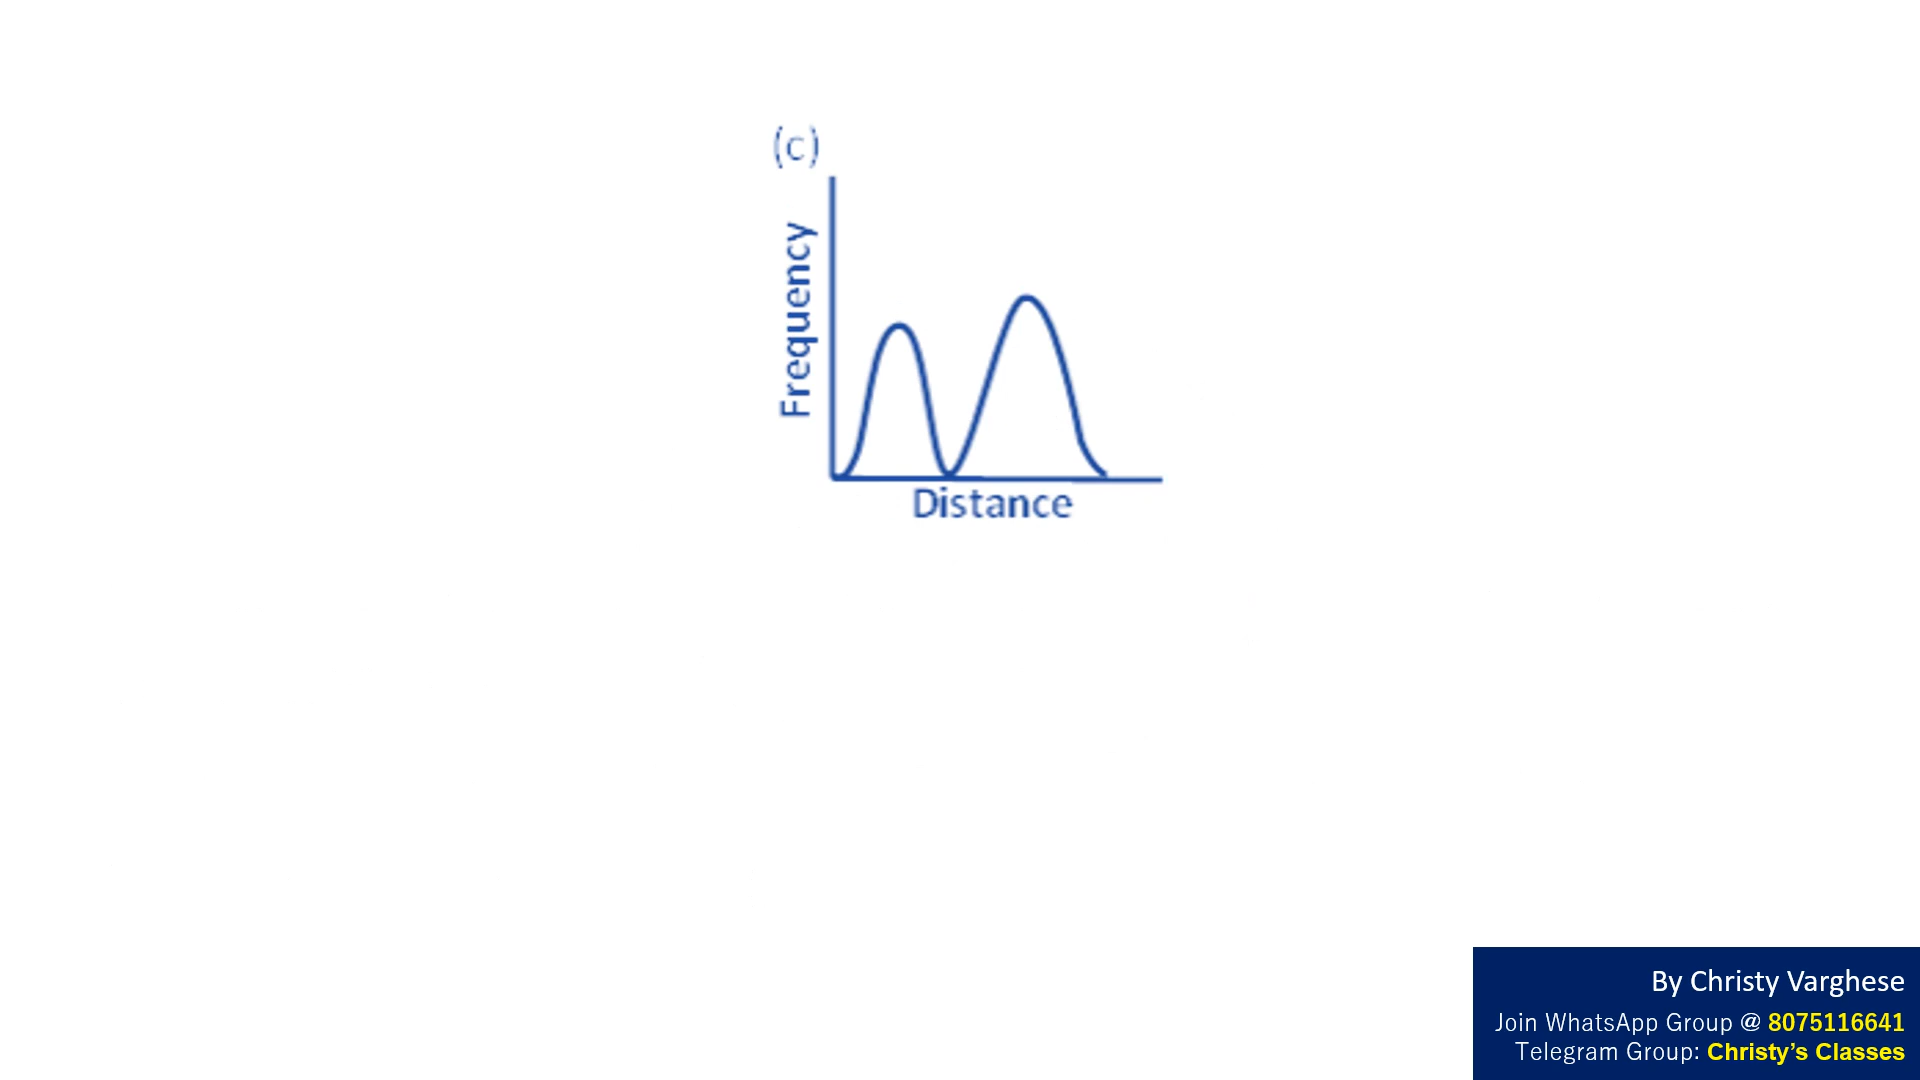 (c)
Frequency
Distance
By Christy Varghese
Join WhatsApp Group @ 8075116641
Telegram Group: Christy’s Classes